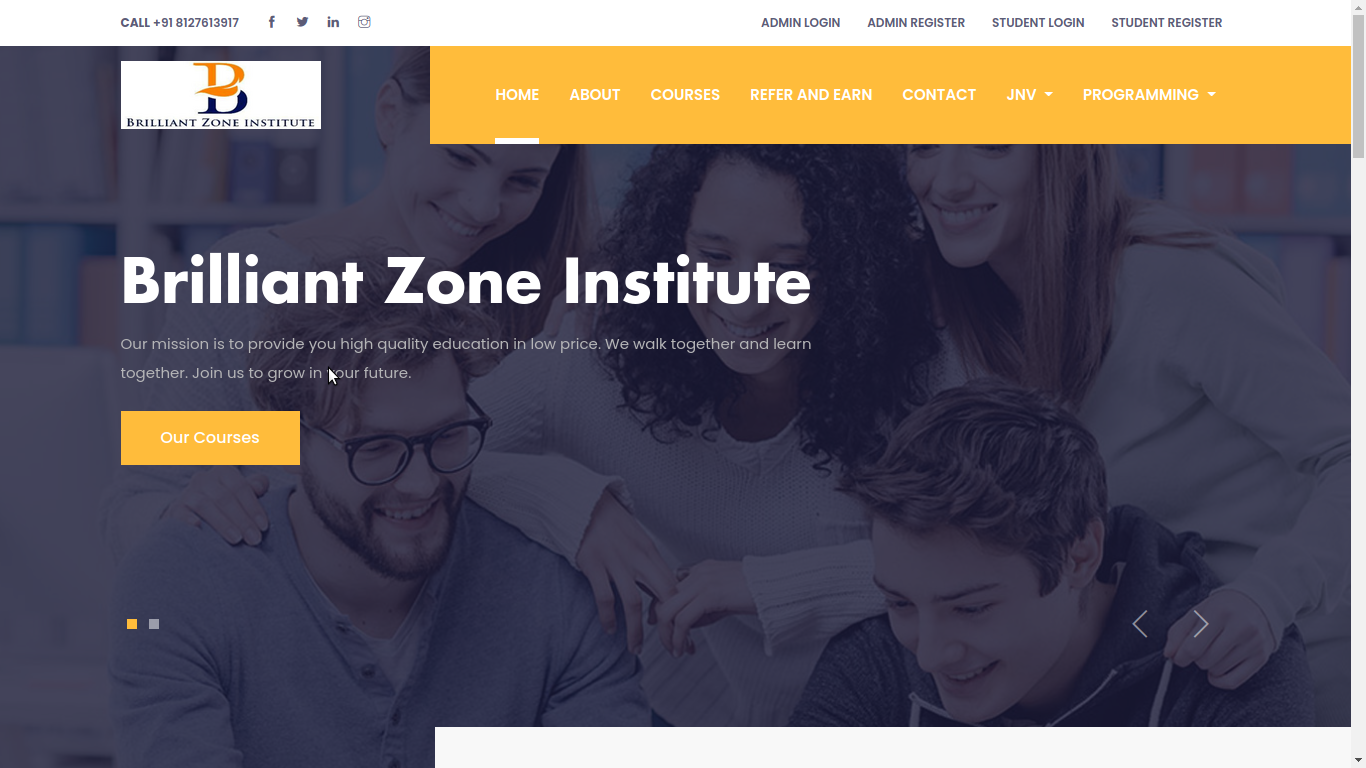 CALL +91 8127613917
ADMIN LOGIN ADMIN REGISTER STUDENT LOGIN STUDENT REGISTER
BRILLIANT ZONE INSTITUTE
HOME ABOUT COURSES REFER AND EARN CONTACT JNV PROGRAMMING
Brilliant Zone Institute
Our mission is to provide you high quality education in low price. We walk together and learn
together. Join us to grow in your future.
Our Courses